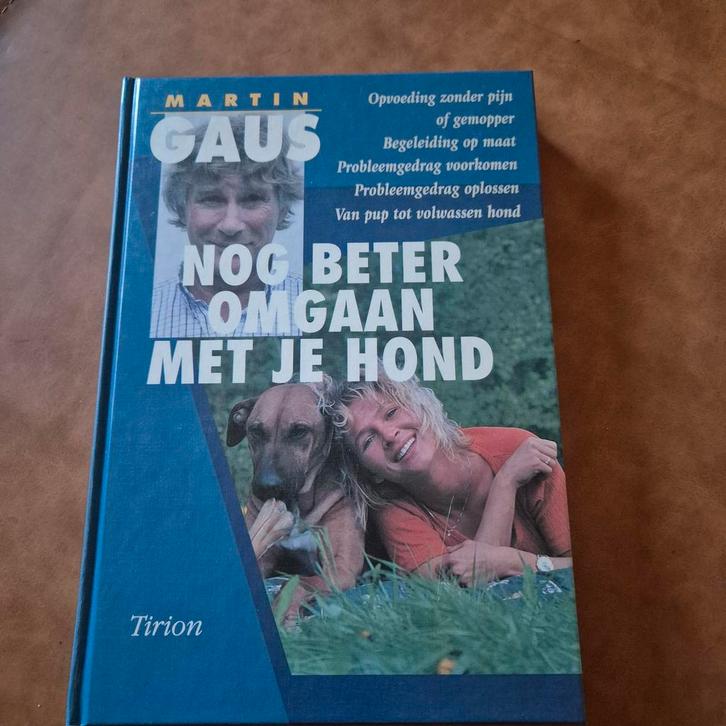 MARTIN
GAUS
Opvoeding zonder pijn
of gemopper
Begeleiding op maat
Probleemgedrag voorkomen
Probleemgedrag oplossen
Van pup tot volwassen hond
NOG BETER
OMGAAN
MET JE HOND
Tirion